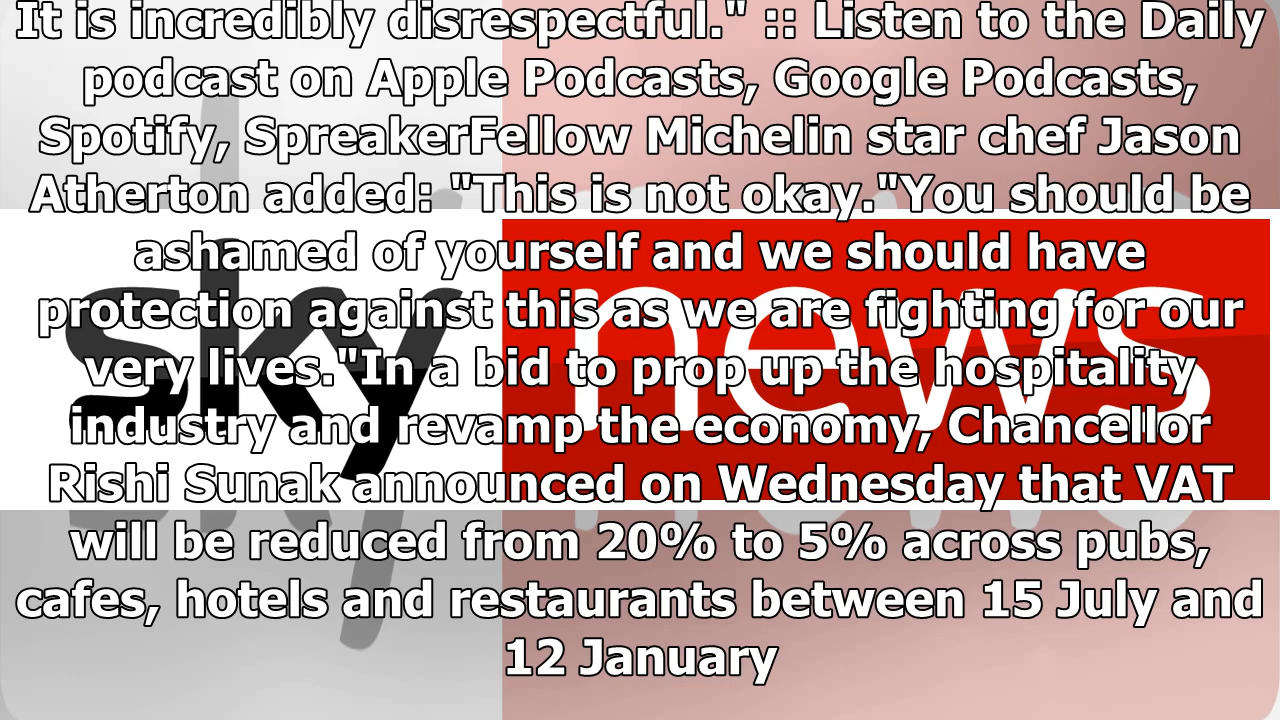 It is incredibly disrespectful." :: Listen to the Daily
podcast on Apple Podcasts, Google Podcasts,
Spotify, SpreakerFellow Michelin star chef Jason
Atherton added: "This is not okay."You should be
ashamed of yourself and we should have
protection against this as we are fighting for our
very lives."In a bid to prop up the hospitality
industry and revamp the economy, Chancellor
Rishi Sunak announced on Wednesday that VAT
will be reduced from 20% to 5% across pubs,
cafes, hotels and restaurants between 15 July and
12 January
sky news